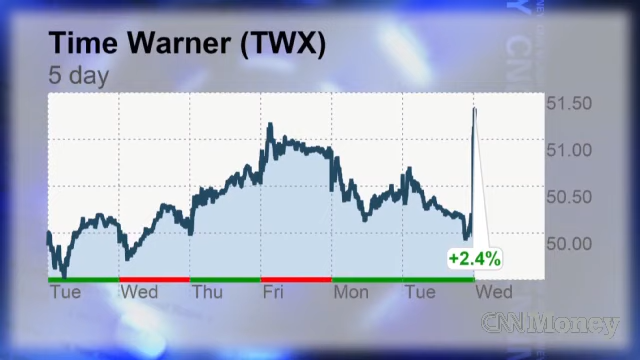 Time Warner (TWX)
5 day
51.50
51.00
50.50
50.00
+2.4%
Tue Wed Thu Fri Mon Tue Wed
CNNMoney